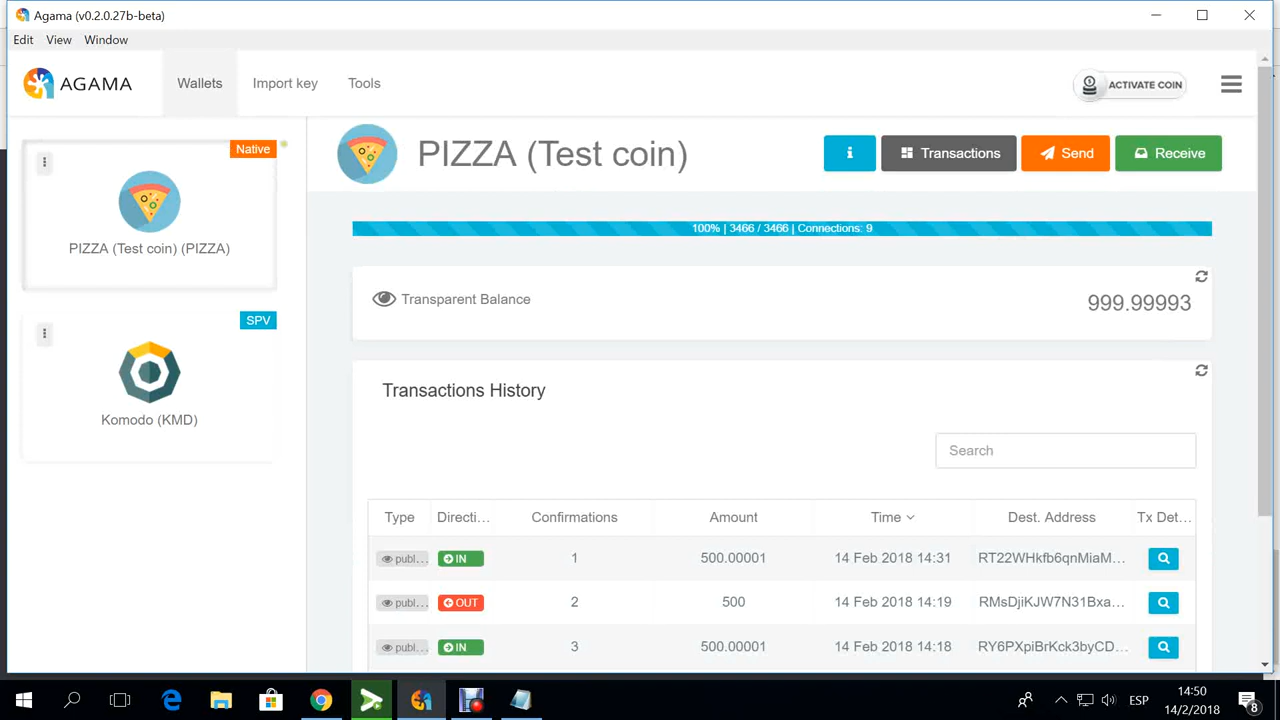 Agama (v0.2.0.27b-beta)
Edit View Window
AGAMA Wallets Import key Tools ACTIVATE COIN
Native
PIZZA (Test coin) (PIZZA)
SPV
Komodo (KMD)
PIZZA (Test coin)
i Transactions Send Receive
100% | 3466 / 3466 | Connections: 9
Transparent Balance
999.99993
Transactions History
Search
Type Directi... Confirmations Amount Time Dest. Address Tx Det...
publ... IN 1 500.00001 14 Feb 2018 14:31 RT22WHkfb6qnMiaM...
publ... OUT 2 500 14 Feb 2018 14:19 RMsDjiKJW7N31Bxa...
publ... IN 3 500.00001 14 Feb 2018 14:18 RY6PXpiBrKck3byCD...
ESP
14:50
14/2/2018
8